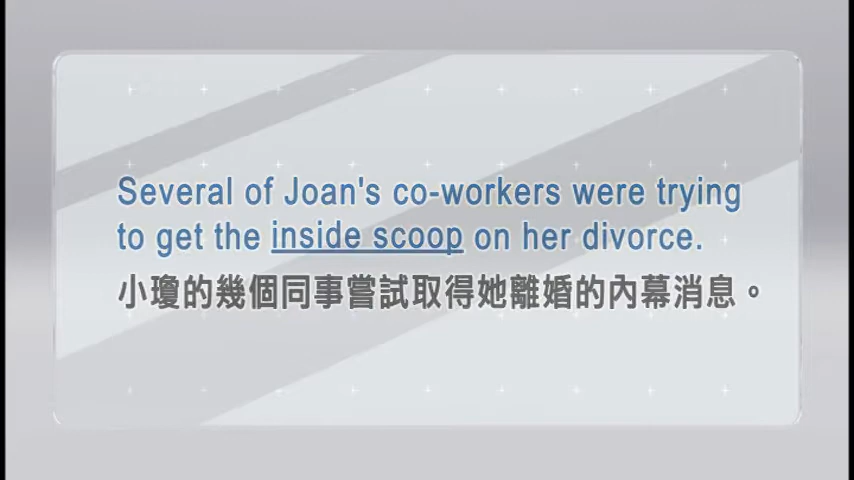 Several of Joan's co-workers were trying
to get the inside scoop on her divorce.
小瓊的幾個同事嘗試取得她離婚的內幕消息。